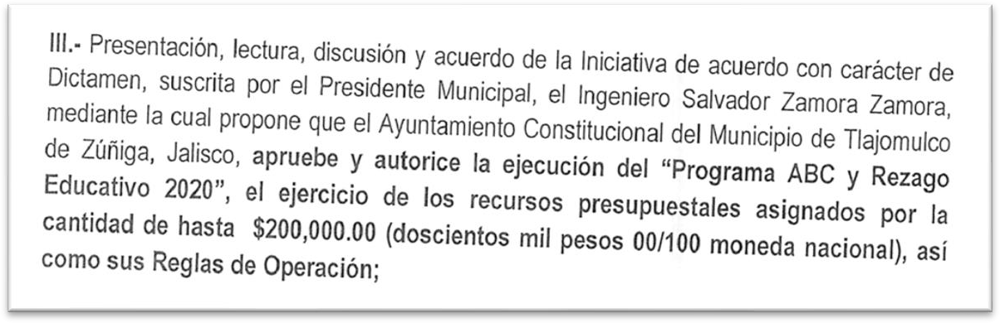 III.- Presentación, lectura, discusión y acuerdo de la Iniciativa de acuerdo con carácter de
Dictamen, suscrita por el Presidente Municipal, el Ingeniero Salvador Zamora Zamora,
mediante la cual propone que el Ayuntamiento Constitucional del Municipio de Tlajomulco
de Zúñiga, Jalisco, apruebe y autorice la ejecución del “Programa ABC y Rezago
Educativo 2020”, el ejercicio de los recursos presupuestales asignados por la
cantidad de hasta $200,000.00 (doscientos mil pesos 00/100 moneda nacional), así
como sus Reglas de Operación;